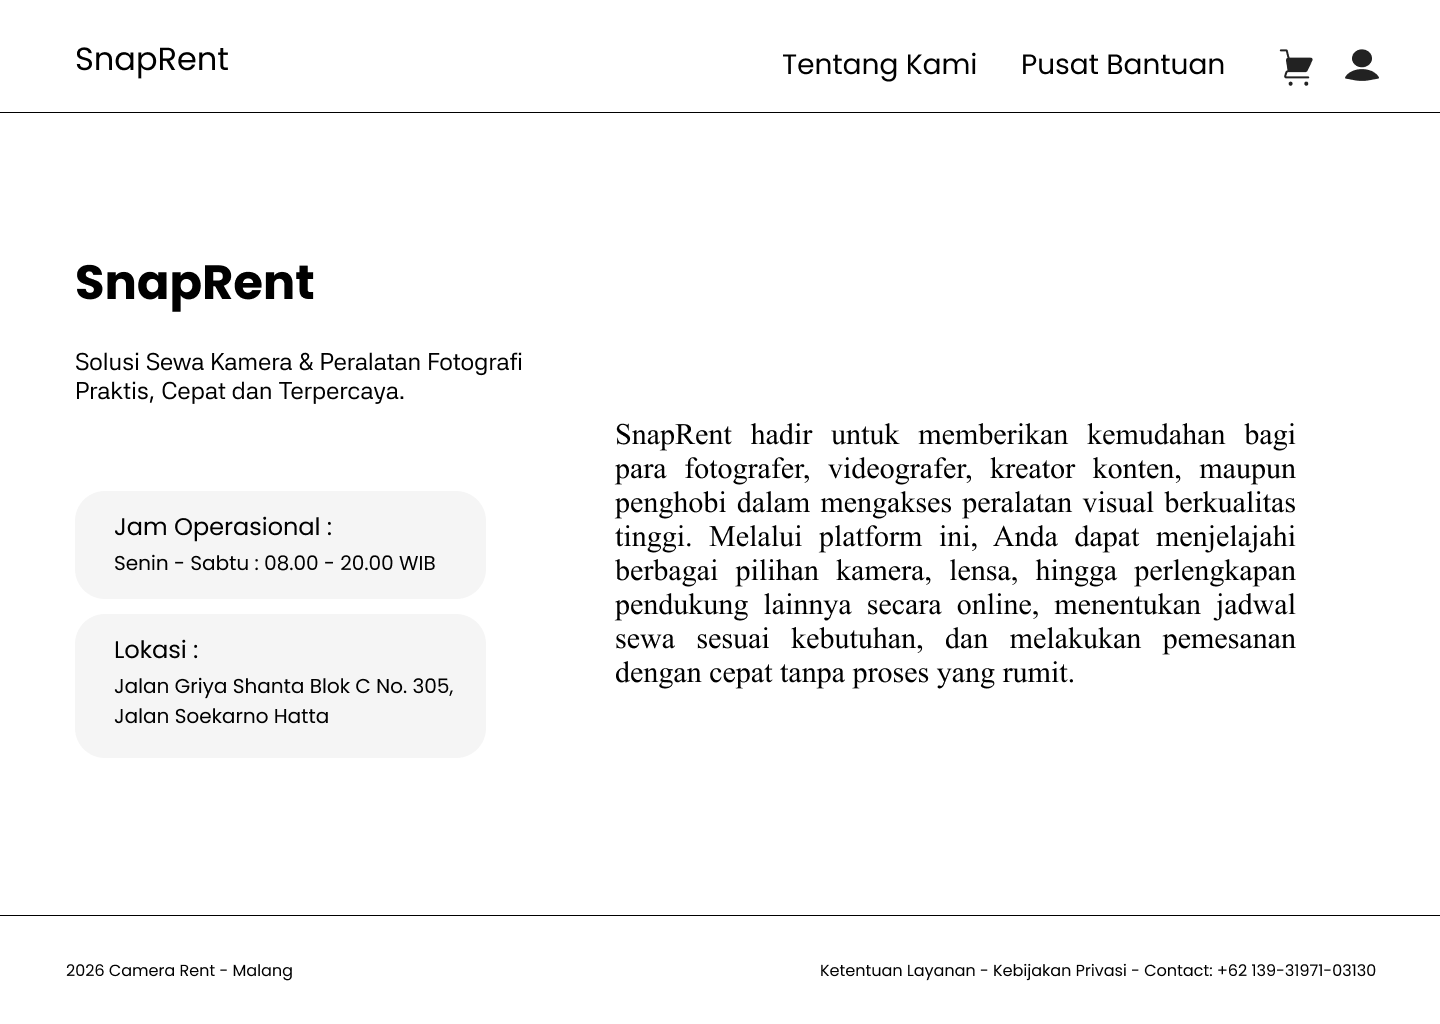 SnapRent
Tentang Kami
Pusat Bantuan
SnapRent
Solusi Sewa Kamera & Peralatan Fotografi
Praktis, Cepat dan Terpercaya.
Jam Operasional :
Senin - Sabtu : 08.00 - 20.00 WIB
Lokasi :
Jalan Griya Shanta Blok C No. 305,
Jalan Soekarno Hatta
SnapRent hadir untuk memberikan kemudahan bagi
para fotografer, videografer, kreator konten, maupun
penghobi dalam mengakses peralatan visual berkualitas
tinggi. Melalui platform ini, Anda dapat menjelajahi
berbagai pilihan kamera, lensa, hingga perlengkapan
pendukung lainnya secara online, menentukan jadwal
sewa sesuai kebutuhan, dan melakukan pemesanan
dengan cepat tanpa proses yang rumit.
2026 Camera Rent - Malang
Ketentuan Layanan - Kebijakan Privasi - Contact: +62 139-31971-03130